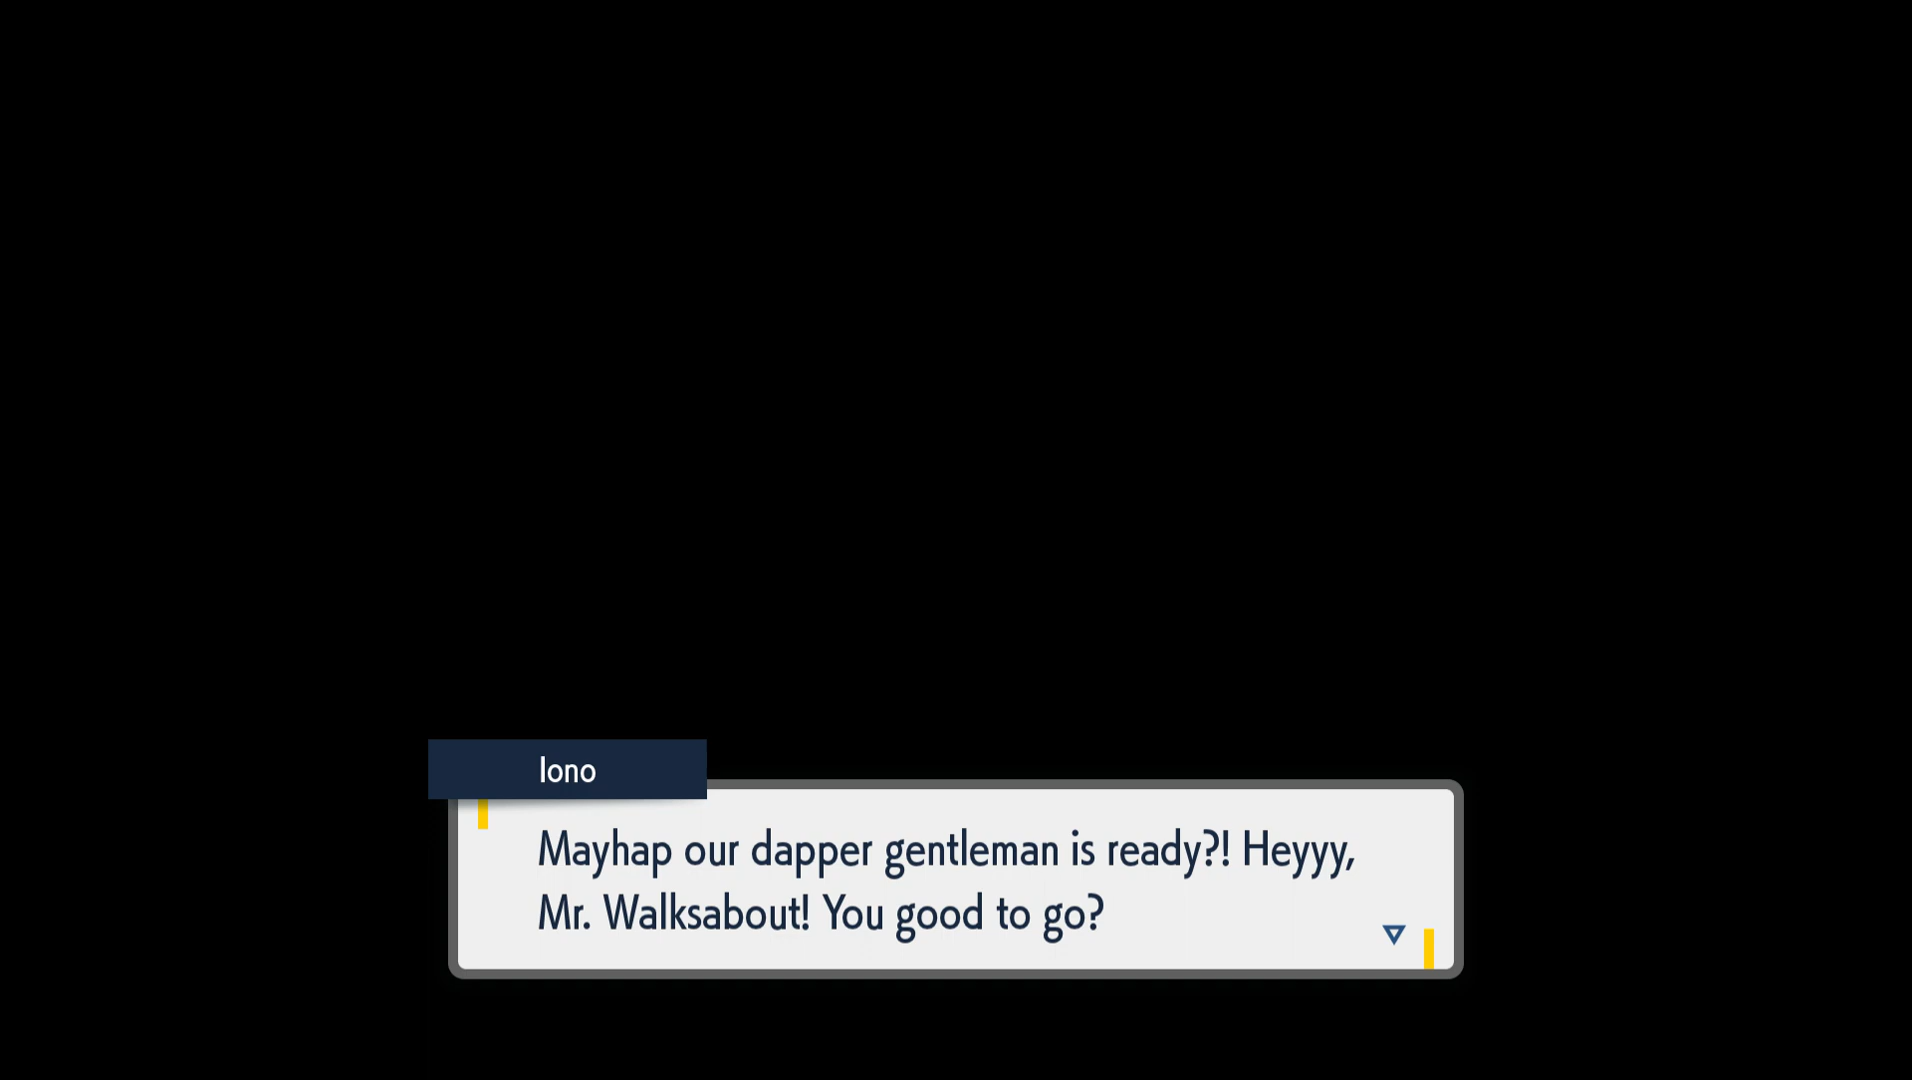 Iono
Mayhap our dapper gentleman is ready?! Heyyy,
Mr. Walksabout! You good to go?